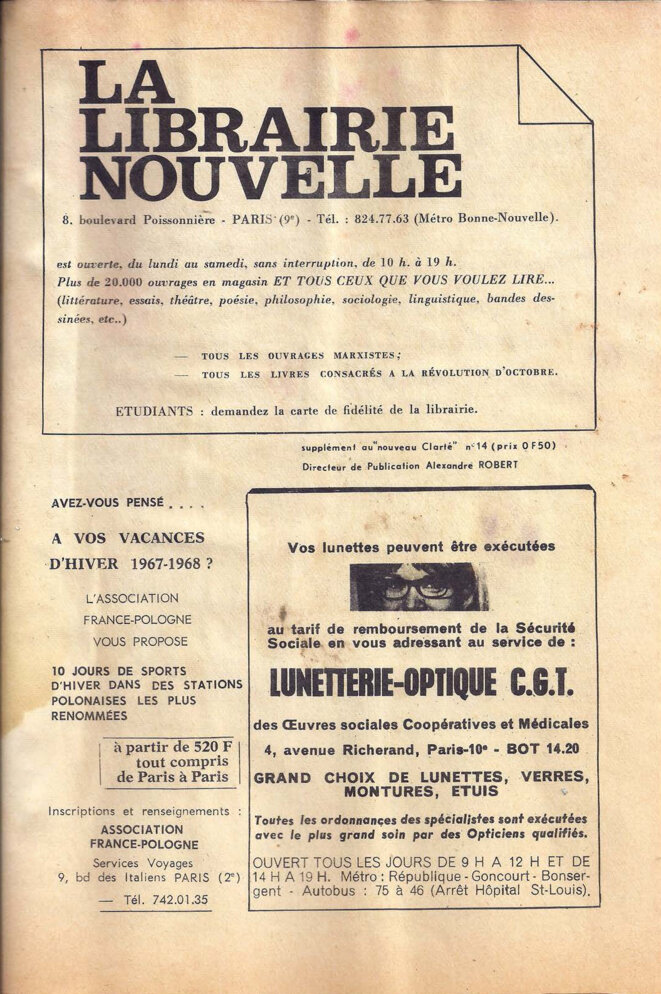 LA
LIBRAIRIE
NOUVELLE
8. boulevard Poissonnière - PARIS (9e) - Tél. : 824.77.63 (Métro Bonne-Nouvelle).
est ouverte, du lundi au samedi, sans interruption, de 10 h. à 19 h.
Plus de 20.000 ouvrages en magasin ET TOUS CEUX QUE VOUS VOULEZ LIRE...
(littérature, essais, théâtre, poésie, philosophie, sociologie, linguistique, bandes des-
sinées, etc..)
— TOUS LES OUVRAGES MARXISTES;
— TOUS LES LIVRES CONSACRÉS A LA RÉVOLUTION D'OCTOBRE.
ETUDIANTS : demandez la carte de fidélité de la librairie.
supplément au "nouveau Clarté" n°14 (prix 0F50)
Directeur de Publication Alexandre ROBERT
AVEZ-VOUS PENSÉ ....
A VOS VACANCES
D'HIVER 1967-1968 ?
L'ASSOCIATION
FRANCE-POLOGNE
VOUS PROPOSE
10 JOURS DE SPORTS
D'HIVER DANS DES STATIONS
POLONAISES LES PLUS
RENOMMÉES
à partir de 520 F
tout compris
de Paris à Paris
Inscriptions et renseignements :
ASSOCIATION
FRANCE-POLOGNE
Services Voyages
9, bd des Italiens PARIS (2e)
— Tél. 742.01.35
Vos lunettes peuvent être exécutées
au tarif de remboursement de la Sécurité
Sociale en vous adressant au service de :
LUNETTERIE-OPTIQUE C.G.T.
des Œuvres sociales Coopératives et Médicales
4, avenue Richerand, Paris-10e - BOT 14.20
GRAND CHOIX DE LUNETTES, VERRES,
MONTURES, ETUIS
Toutes les ordonnances des spécialistes sont exécutées
avec le plus grand soin par des Opticiens qualifiés.
OUVERT TOUS LES JOURS DE 9 H A 12 H ET DE
14 H A 19 H. Métro : République - Goncourt - Bonser-
gent - Autobus : 75 à 46 (Arrêt Hôpital St-Louis).